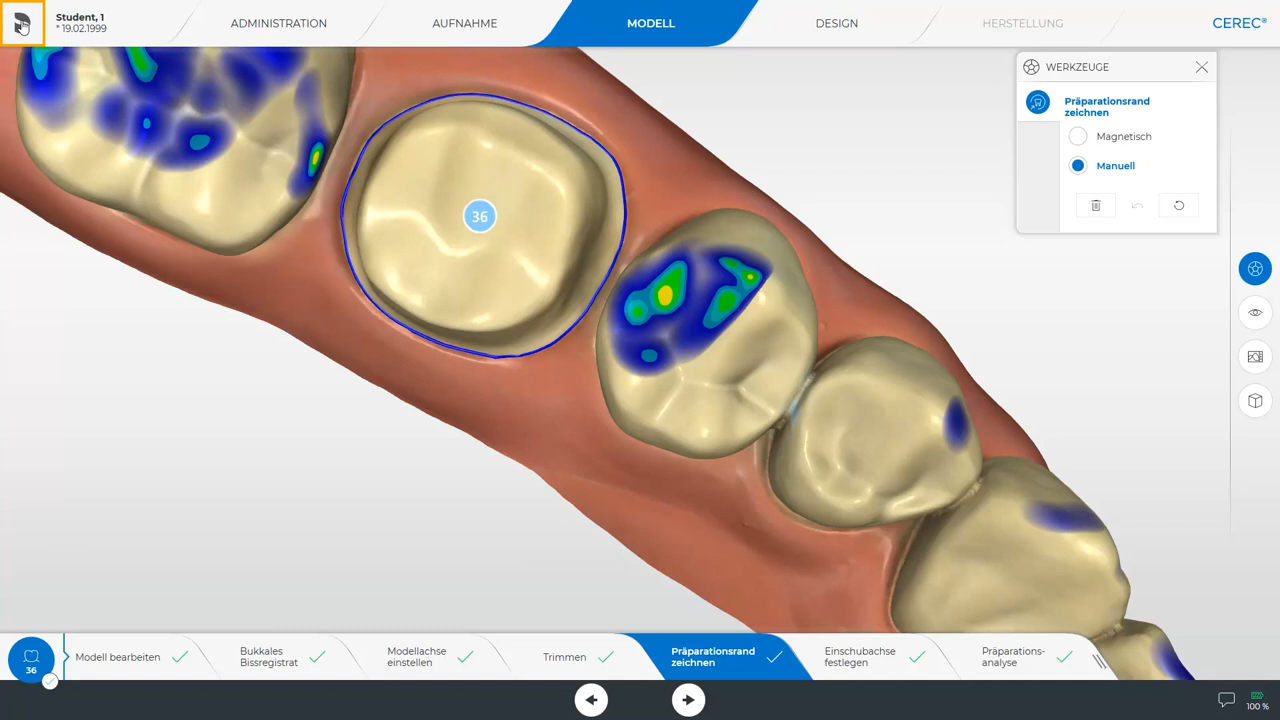 Student, 1
* 19.02.1999
ADMINISTRATION
AUFNAHME
MODELL
DESIGN
HERSTELLUNG
CEREC®
WERKZEUGE
Präparationsrand
zeichnen
Magnetisch
Manuell
36
36
Modell bearbeiten
Bukkales
Bissregistrat
Modellachse
einstellen
Trimmen
Präparationsrand
zeichnen
Einschubachse
festlegen
Präparations-
analyse
100 %